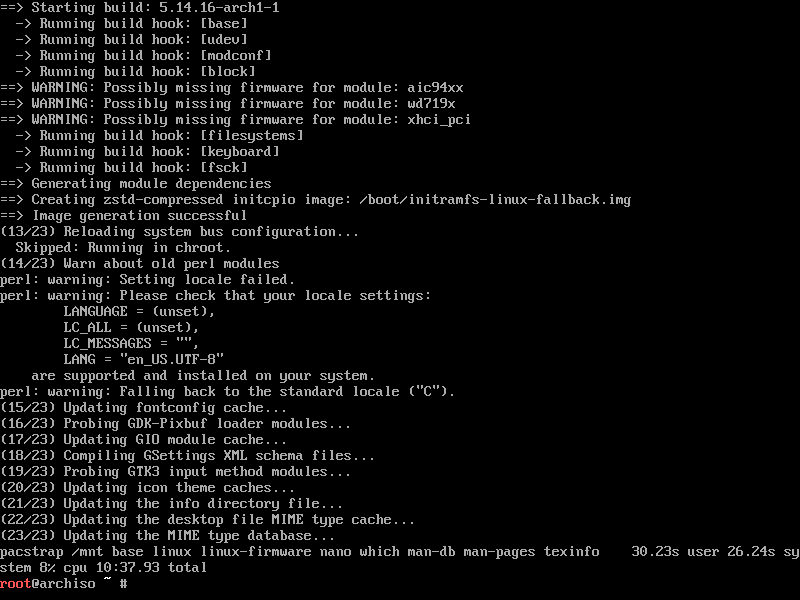 ==> Starting build: 5.14.16-arch1-1
  -> Running build hook: [base]
  -> Running build hook: [udev]
  -> Running build hook: [modconf]
  -> Running build hook: [block]
==> WARNING: Possibly missing firmware for module: aic94xx
==> WARNING: Possibly missing firmware for module: wd719x
==> WARNING: Possibly missing firmware for module: xhci_pci
  -> Running build hook: [filesystems]
  -> Running build hook: [keyboard]
  -> Running build hook: [fsck]
==> Generating module dependencies
==> Creating zstd-compressed initcpio image: /boot/initramfs-linux-fallback.img
==> Image generation successful
(13/23) Reloading system bus configuration...
  Skipped: Running in chroot.
(14/23) Warn about old perl modules
perl: warning: Setting locale failed.
perl: warning: Please check that your locale settings:
        LANGUAGE = (unset),
        LC_ALL = (unset),
        LC_MESSAGES = "",
        LANG = "en_US.UTF-8"
    are supported and installed on your system.
perl: warning: Falling back to the standard locale ("C").
(15/23) Updating fontconfig cache...
(16/23) Probing GDK-Pixbuf loader modules...
(17/23) Updating GIO module cache...
(18/23) Compiling GSettings XML schema files...
(19/23) Probing GTK3 input method modules...
(20/23) Updating icon theme caches...
(21/23) Updating the info directory file...
(22/23) Updating the desktop file MIME type cache...
(23/23) Updating the MIME type database...
pacstrap /mnt base linux linux-firmware nano which man-db man-pages texinfo    30.23s user 26.24s sy
stem 8% cpu 10:37.93 total
root@archiso ~ #